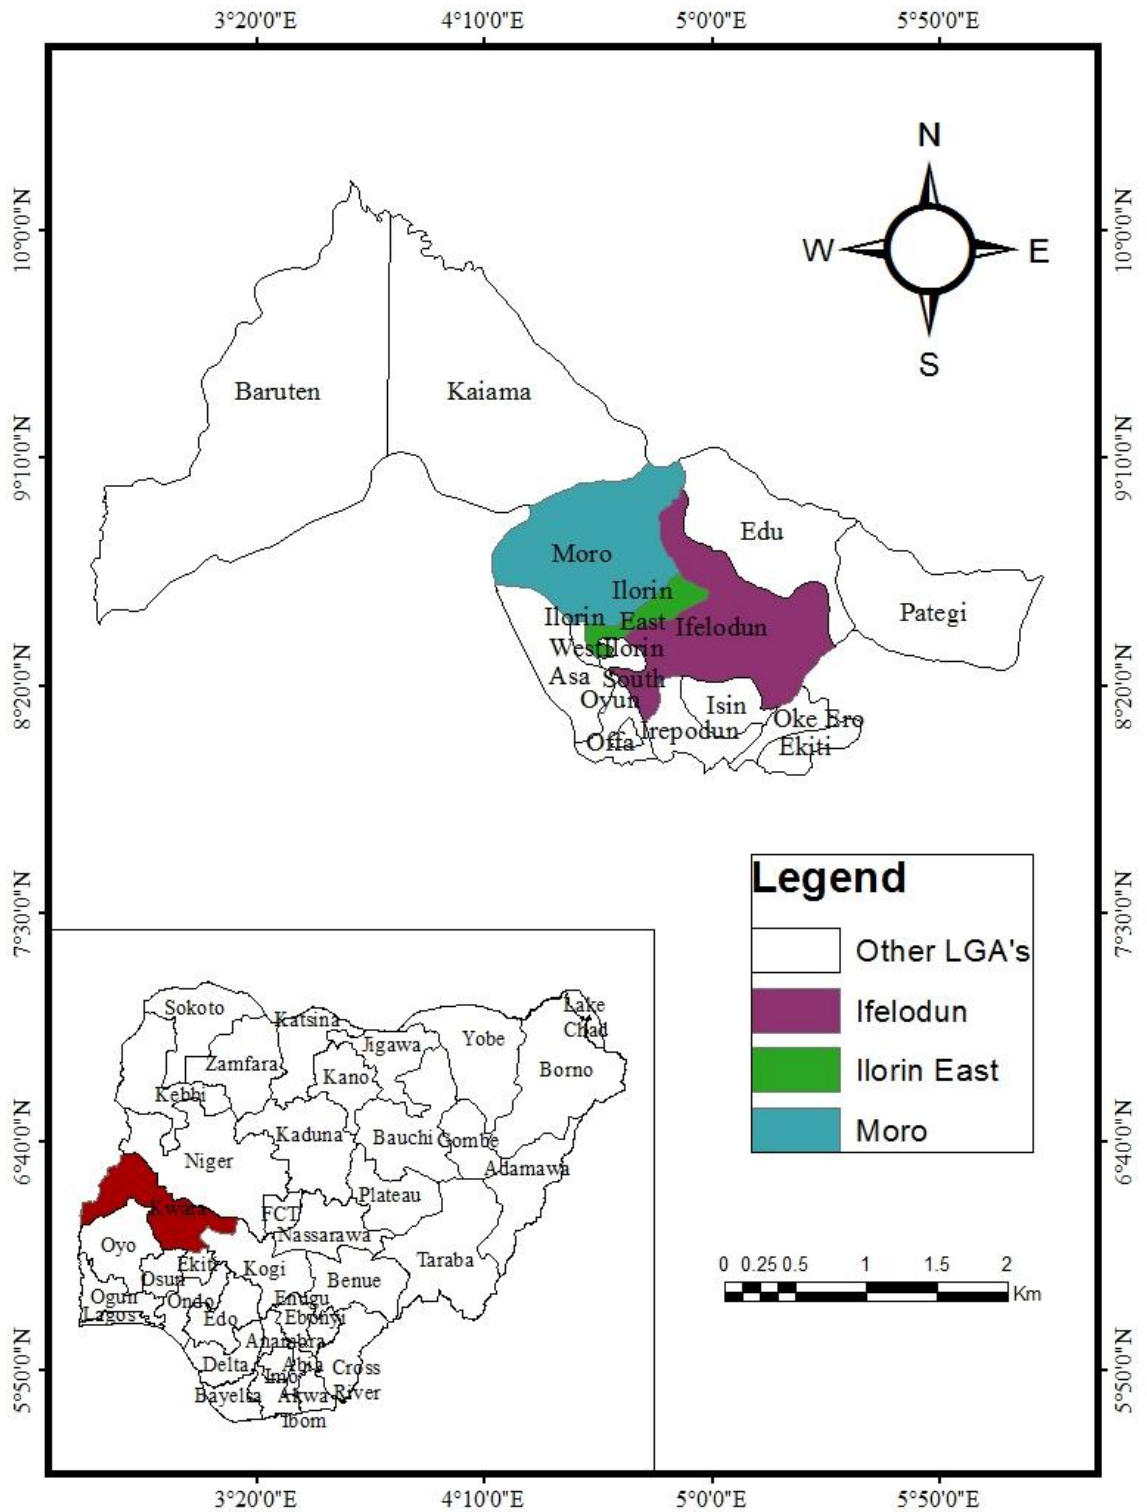 3°20'0"E 4°10'0"E 5°0'0"E 5°50'0"E
N
W E
S
10°0'0"N 10°0'0"N
Baruten Kaiama
9°10'0"N 9°10'0"N
Edu
Moro
Ilorin
East
Pategi
Ilorin
West
Ifelodun
Ilorin
South
Asa
8°20'0"N 8°20'0"N
Oyun
Isin
Oke Ero
Irepodun
Offa
Ekiti
Legend
Other LGA's
Ifelodun
Ilorin East
Moro
7°30'0"N 7°30'0"N
Sokoto
Katsina
Lake
Chad
Jigawa
Yobe
Zamfara
Kano
Borno
Kebbi
Kaduna
Bauchi
Gombe
6°40'0"N 6°40'0"N
Niger
Adamawa
Plateau
Kwara
FCT
Nassarawa
Oyo
Taraba
Ekiti
Kogi
Osun
Benue
Ogun
Ondo
Enugu
Lagos
Edo
Ebonyi
Anambra
Delta
Abia
Cross
River
Imo
Bayelsa
Akwa
Ibom
0 0.25 0.5 1 1.5 2
Km
5°50'0"N 5°50'0"N
3°20'0"E 4°10'0"E 5°0'0"E 5°50'0"E